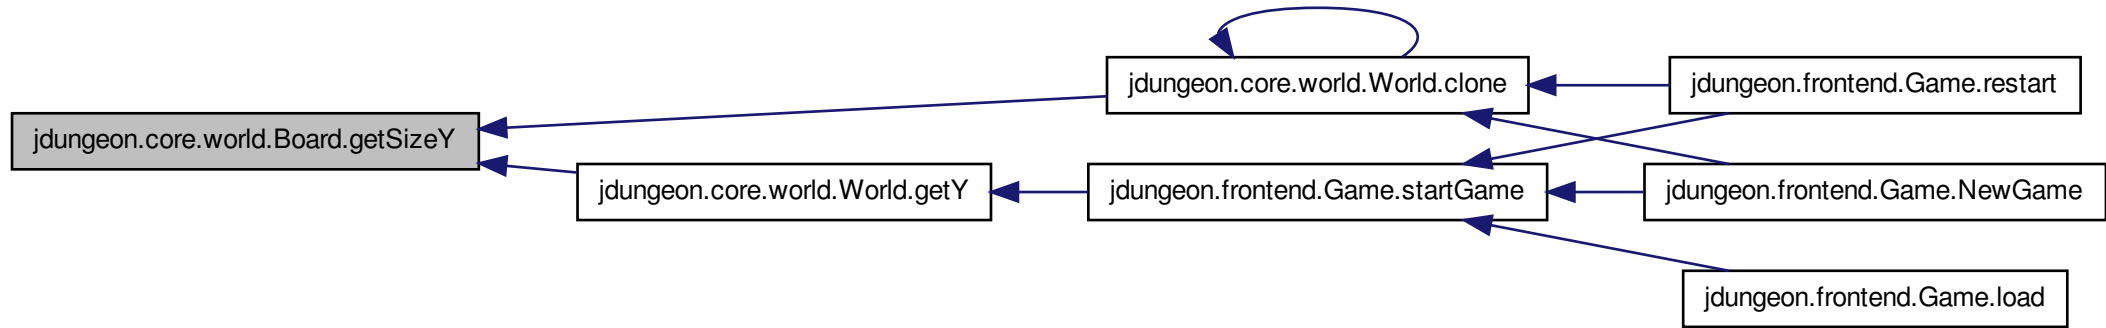 jdungeon.core.world.Board.getSizeY
jdungeon.core.world.World.clone
jdungeon.frontend.Game.restart
jdungeon.core.world.World.getY
jdungeon.frontend.Game.startGame
jdungeon.frontend.Game.NewGame
jdungeon.frontend.Game.load